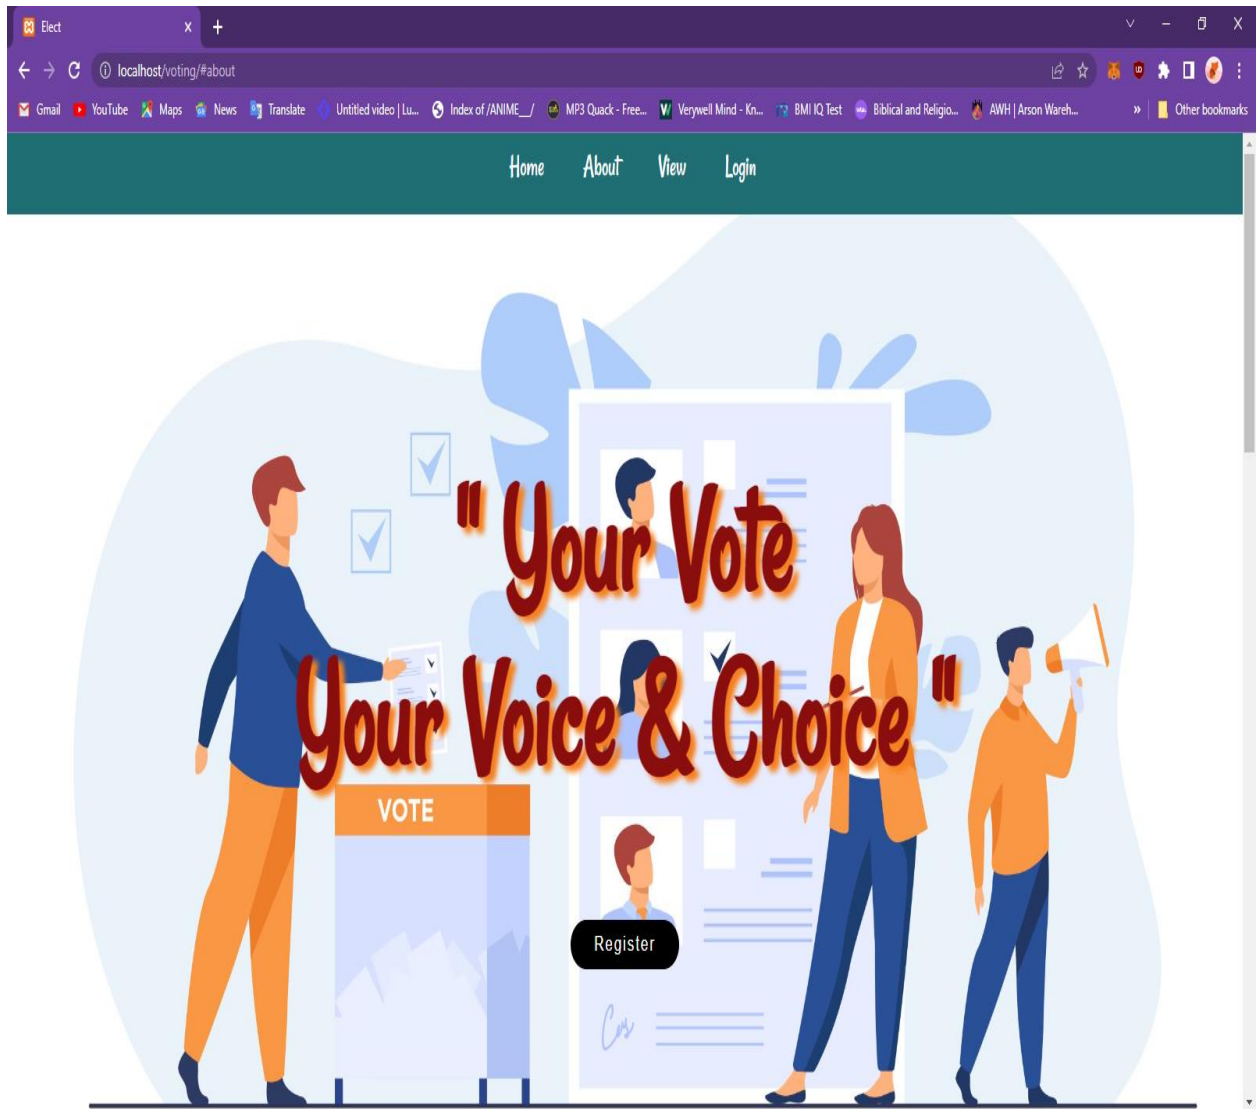 Elect
localhost/voting/#about
Gmail YouTube Maps News Translate Untitled video | Lu... Index of /ANIME__/ MP3 Quack - Free... Verywell Mind - Kn... BMI IQ Test Biblical and Religio... AWH | Arson Wareh... » Other bookmarks
Home About View Login
" Your Vote
Your Voice & Choice "
VOTE
Register